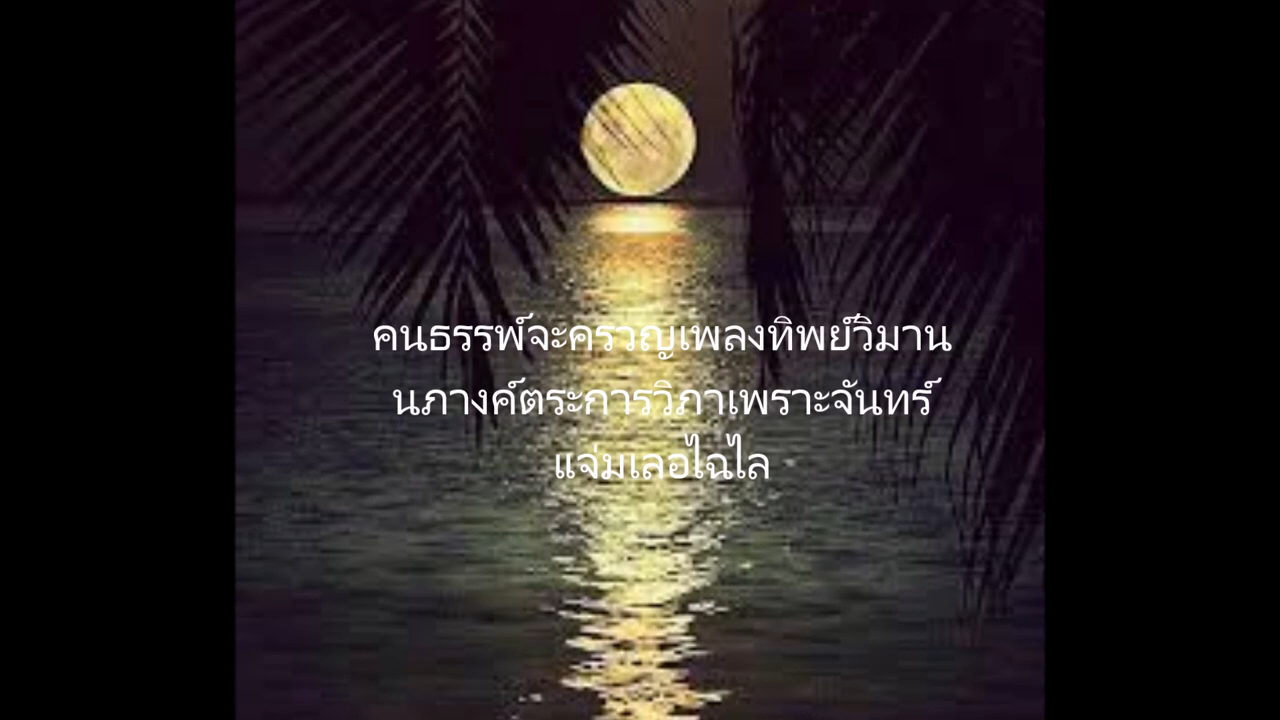 คนธรรพ์จะครวญเพลงทิพย์วิมาน
นภางค์ตระการวิภาเพราะจันทร์
แจ่มเลอไฉไล